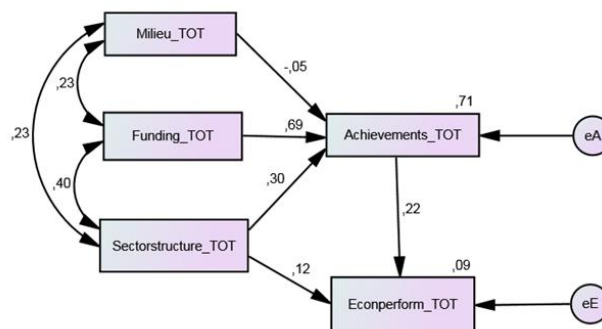 Milieu_TOT
-,05
,23
,71
,23
Funding_TOT
,69
Achievements_TOT
eA
,40
,30
,22
Sectorstructure_TOT
,12
,09
Econperform_TOT
eE